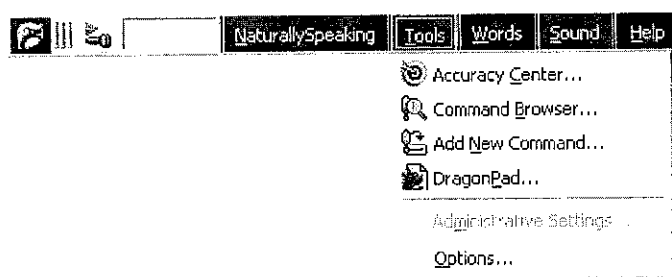 NaturallySpeaking Tools Words Sound Help
Accuracy Center...
Command Browser...
Add New Command...
DragonPad...
Administrative Settings...
Options...